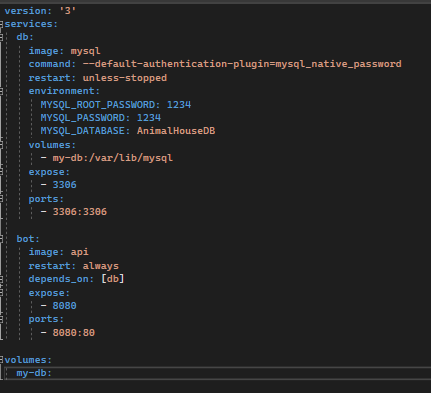 version: '3'
services:
  db:
    image: mysql
    command: --default-authentication-plugin=mysql_native_password
    restart: unless-stopped
    environment:
      MYSQL_ROOT_PASSWORD: 1234
      MYSQL_PASSWORD: 1234
      MYSQL_DATABASE: AnimalHouseDB
    volumes:
      - my-db:/var/lib/mysql
    expose:
      - 3306
    ports:
      - 3306:3306
  bot:
    image: api
    restart: always
    depends_on: [db]
    expose:
      - 8080
    ports:
      - 8080:80
volumes:
  my-db: